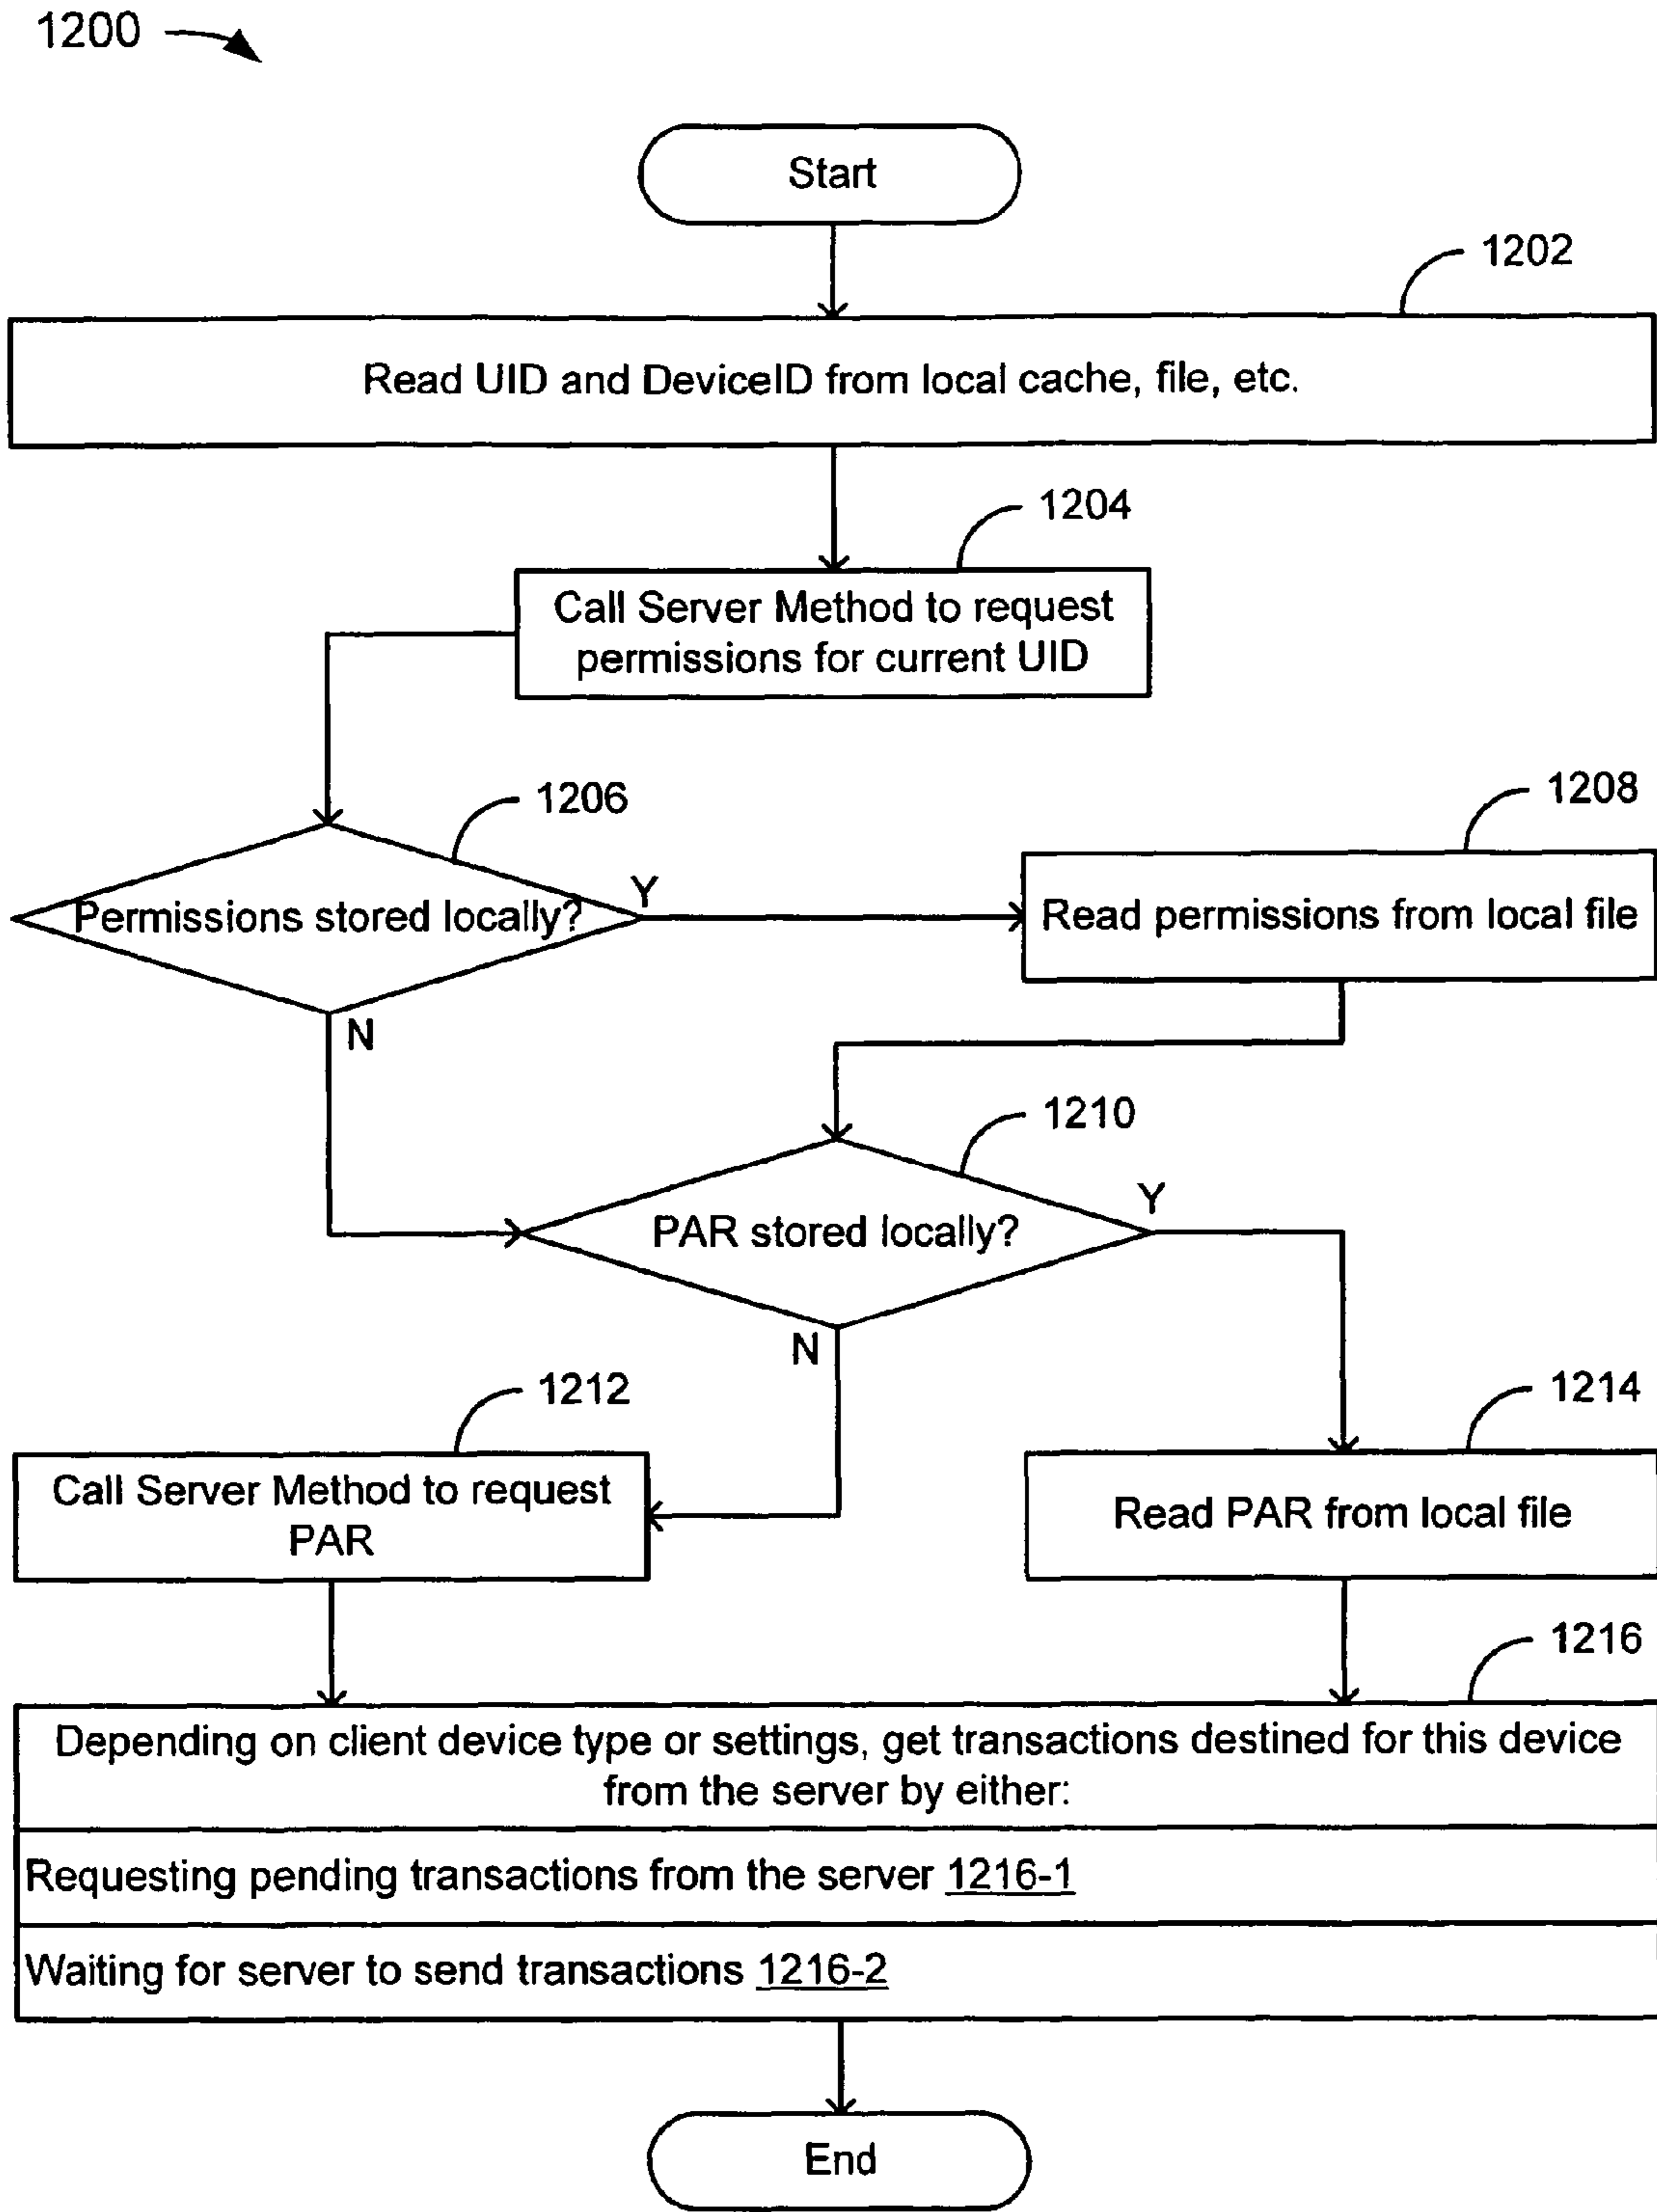 1200
Start
1202
Read UID and DeviceID from local cache, file, etc.
1204
Call Server Method to request
permissions for current UID
1206
1208
Permissions stored locally?
Y
Read permissions from local file
N
1210
PAR stored locally?
Y
N
1212
1214
Call Server Method to request
PAR
Read PAR from local file
1216
Depending on client device type or settings, get transactions destined for this device
from the server by either:
Requesting pending transactions from the server 1216-1
Waiting for server to send transactions 1216-2
End